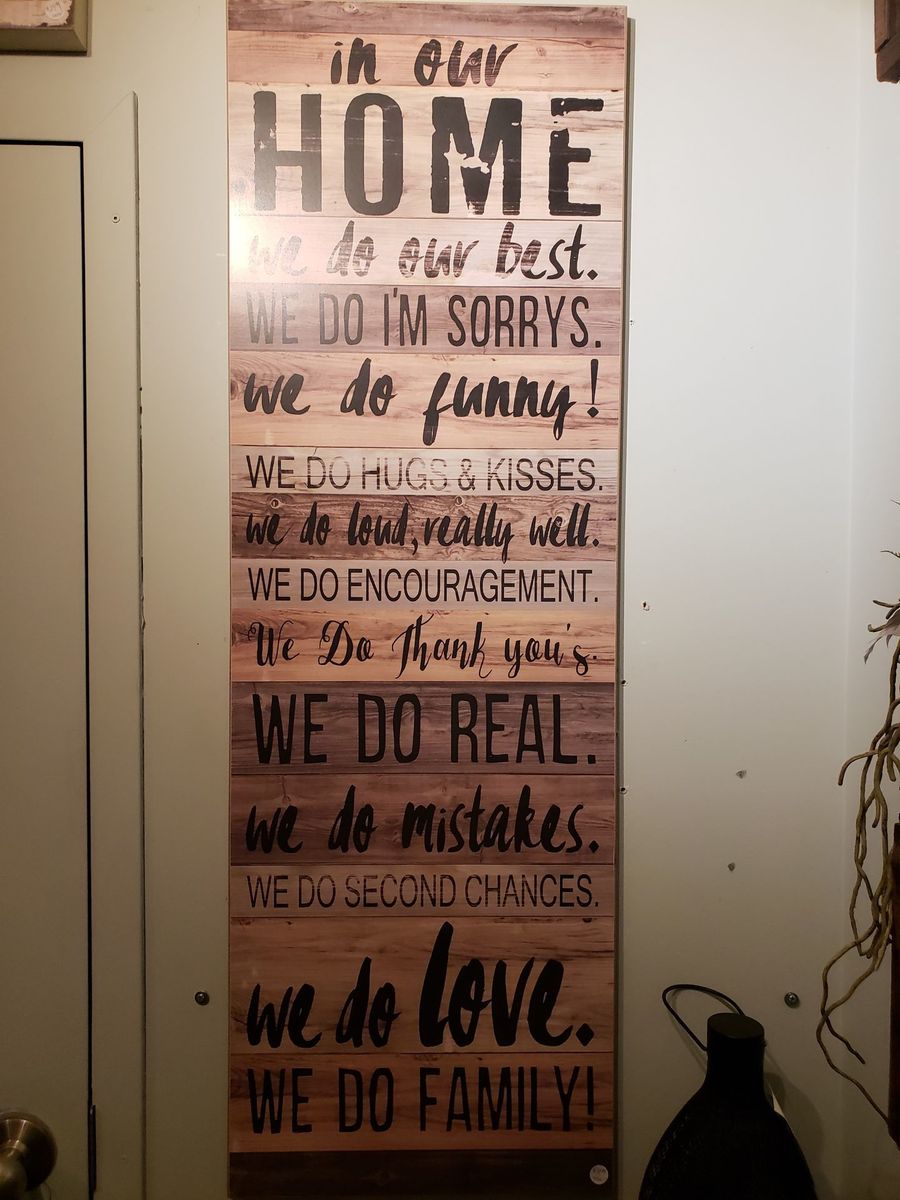 in our
HOME
we do our best.
WE DO I'M SORRYS.
we do funny!
WE DO HUGS & KISSES.
we do loud, really well.
WE DO ENCOURAGEMENT.
We Do Thank you's.
WE DO REAL.
we do mistakes.
WE DO SECOND CHANCES.
we do love.
WE DO FAMILY!